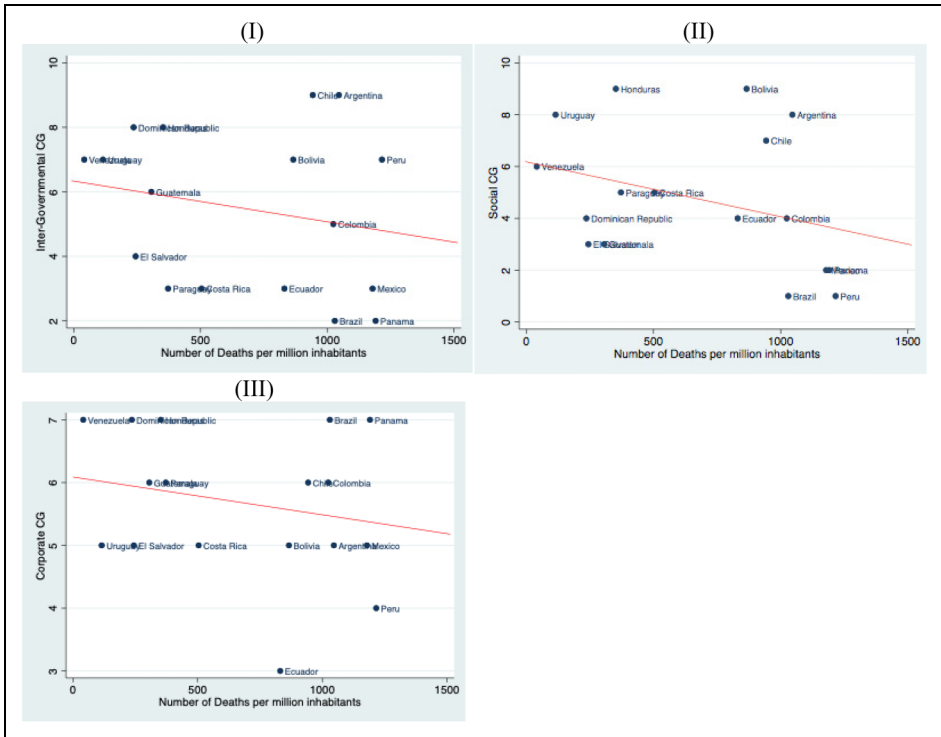 (I)
Inter-Governmental CG
10
8
6
4
2
Chile
Argentina
Dominican Republic
Honduras
Venezuela
Uruguay
Bolivia
Peru
Guatemala
Colombia
El Salvador
Paraguay
Costa Rica
Ecuador
Mexico
Brazil
Panama
0
500
1000
1500
Number of Deaths per million inhabitants
(II)
Social CG
10
8
6
4
2
0
Honduras
Bolivia
Uruguay
Argentina
Chile
Venezuela
Paraguay
Costa Rica
Dominican Republic
Ecuador
Colombia
El Salvador
Guatemala
Mexico
Panama
Brazil
Peru
0
500
1000
1500
Number of Deaths per million inhabitants
(III)
Corporate CG
7
6
5
4
3
Venezuela
Dominican Republic
Honduras
Brazil
Panama
Guatemala
Paraguay
Chile
Colombia
Uruguay
El Salvador
Costa Rica
Bolivia
Argentina
Mexico
Peru
Ecuador
0
500
1000
1500
Number of Deaths per million inhabitants